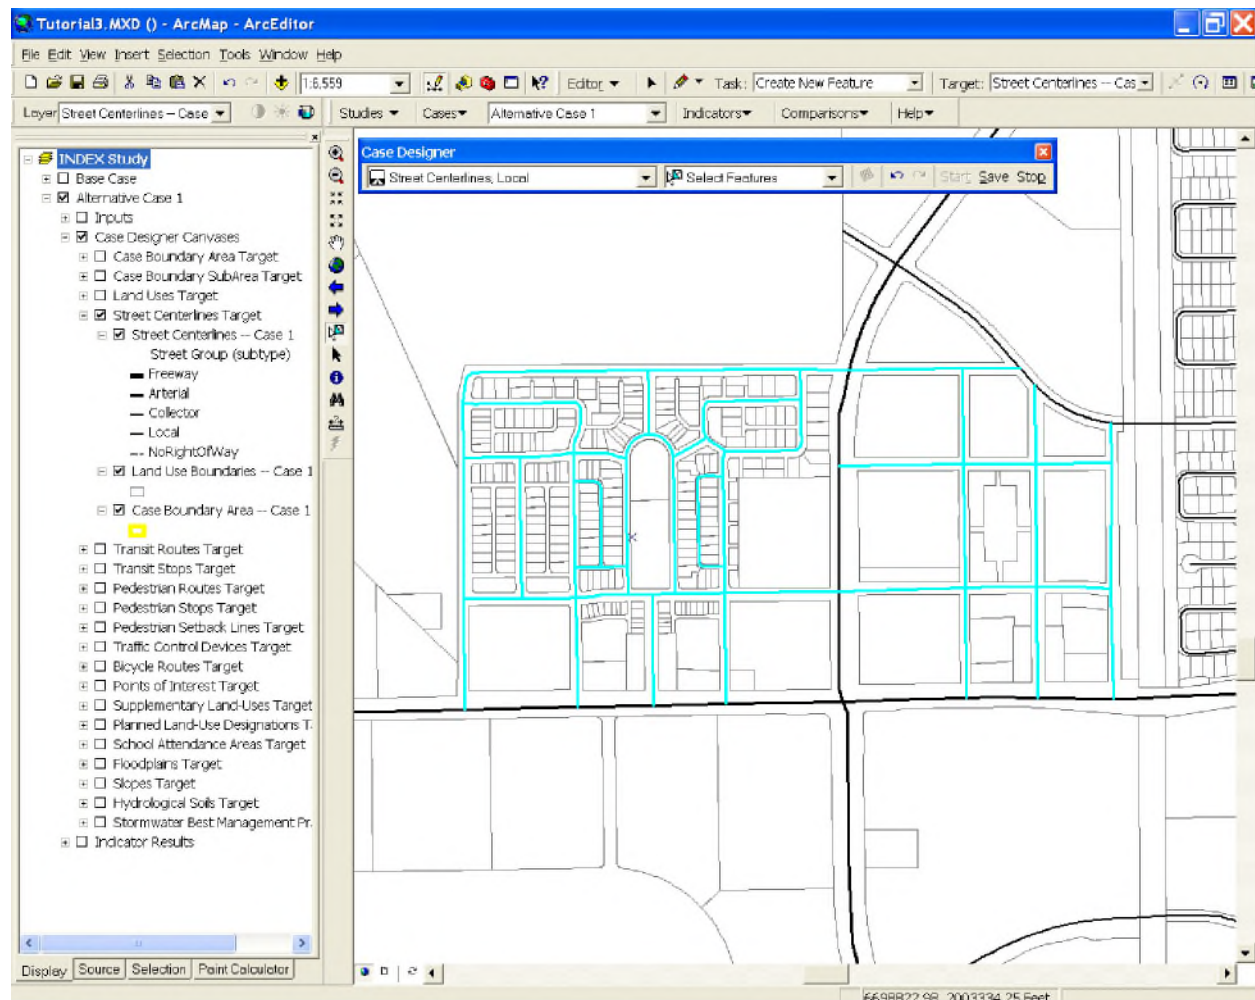 Tutorial3.MXD () - ArcMap - ArcEditor
File Edit View Insert Selection Tools Window Help
1:6,559
Editor
Task: Create New Feature
Target: Street Centerlines -- Cas
Layer Street Centerlines -- Case
Studies Cases Alternative Case 1 Indicators Comparisons Help
Case Designer
Street Centerlines, Local
Select Features
Start Save Stop
INDEX Study
Base Case
Alternative Case 1
Inputs
Case Designer Canvases
Case Boundary Area Target
Case Boundary SubArea Target
Land Uses Target
Street Centerlines Target
Street Centerlines -- Case 1
Street Group (subtype)
Freeway
Arterial
Collector
Local
NoRightOfWay
Land Use Boundaries -- Case 1
Case Boundary Area -- Case 1
Transit Routes Target
Transit Stops Target
Pedestrian Routes Target
Pedestrian Stops Target
Pedestrian Setback Lines Target
Traffic Control Devices Target
Bicycle Routes Target
Points of Interest Target
Supplementary Land-Uses Target
Planned Land-Use Designations T
School Attendance Areas Target
Floodplains Target
Slopes Target
Hydrological Soils Target
Stormwater Best Management Pr
Indicator Results
Display Source Selection Point Calculator
6698822.98 2003334.25 Feet